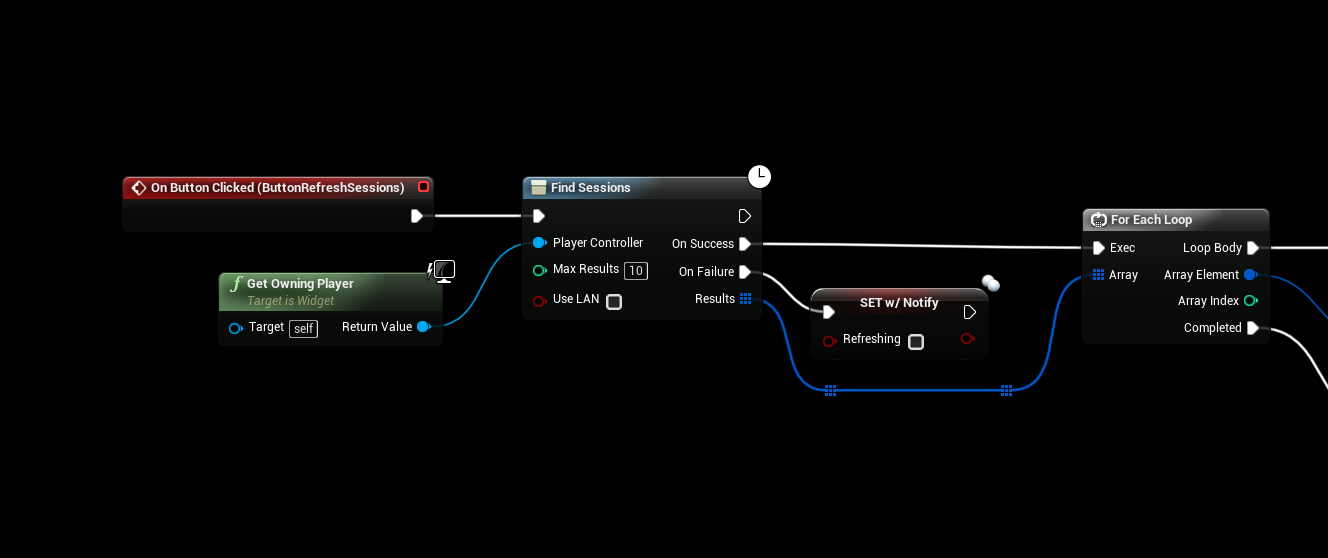 On Button Clicked (ButtonRefreshSessions)
Get Owning Player
Target is Widget
Target self Return Value
Find Sessions
Player Controller On Success
Max Results 10 On Failure
Use LAN Results
SET w/ Notify
Refreshing
For Each Loop
Exec Loop Body
Array Array Element
Array Index
Completed